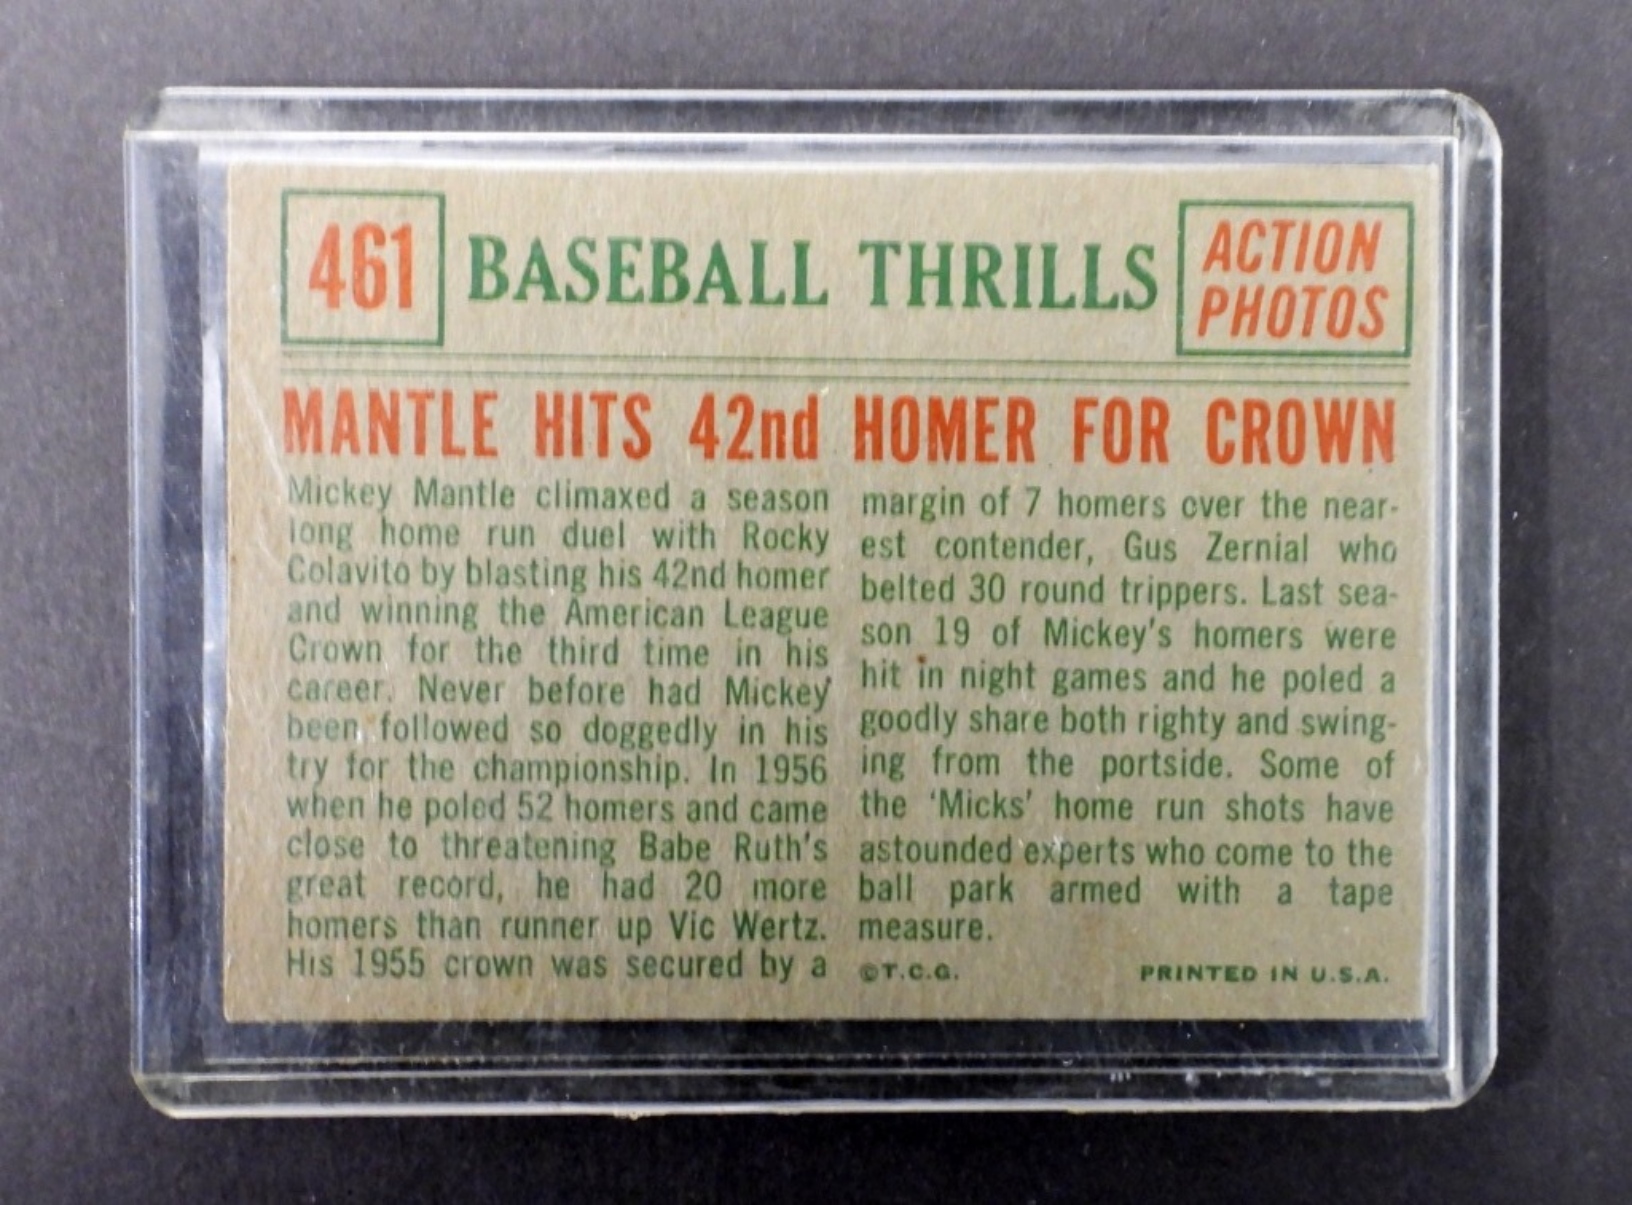 461
BASEBALL THRILLS
ACTION
PHOTOS
MANTLE HITS 42nd HOMER FOR CROWN
Mickey Mantle climaxed a season
long home run duel with Rocky
Colavito by blasting his 42nd homer
and winning the American League
Crown for the third time in his
career. Never before had Mickey
been followed so doggedly in his
try for the championship. In 1956
when he poled 52 homers and came
close to threatening Babe Ruth's
great record, he had 20 more
homers than runner up Vic Wertz.
His 1955 crown was secured by a
margin of 7 homers over the near-
est contender, Gus Zernial who
belted 30 round trippers. Last sea-
son 19 of Mickey's homers were
hit in night games and he poled a
goodly share both righty and swing-
ing from the portside. Some of
the 'Micks' home run shots have
astounded experts who come to the
ball park armed with a tape
measure.
©T.C.G.
PRINTED IN U.S.A.